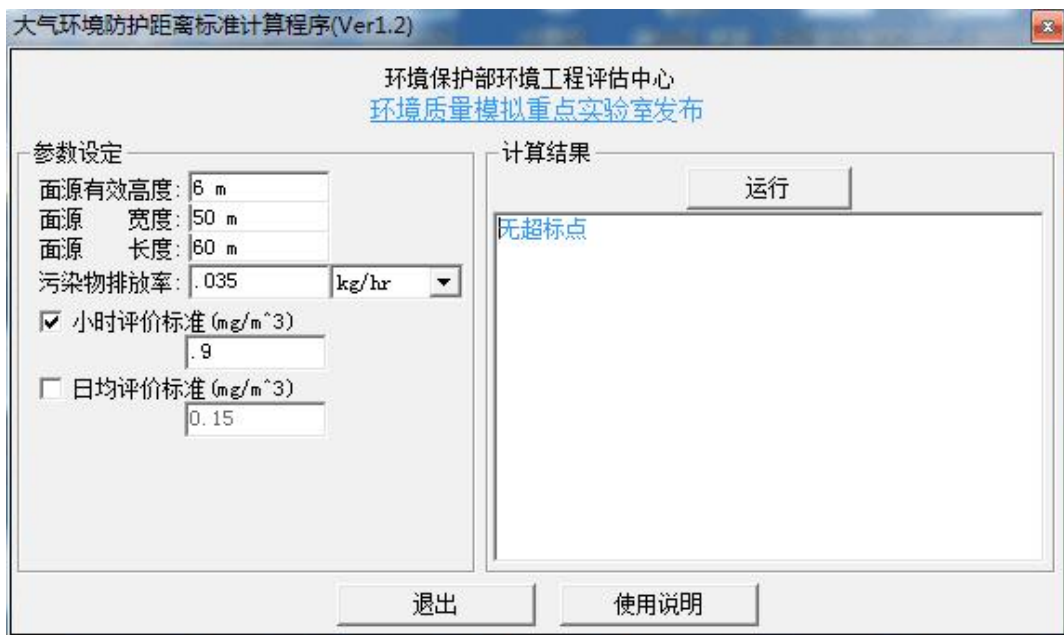 大气环境防护距离标准计算程序(Ver1.2)
环境保护部环境工程评估中心
环境质量模拟重点实验室发布
参数设定
面源有效高度: 6 m
面源 宽度: 50 m
面源 长度: 60 m
污染物排放率: .035 kg/hr
小时评价标准(mg/m^3)
.9
日均评价标准(mg/m^3)
0.15
计算结果
运行
无超标点
退出 使用说明